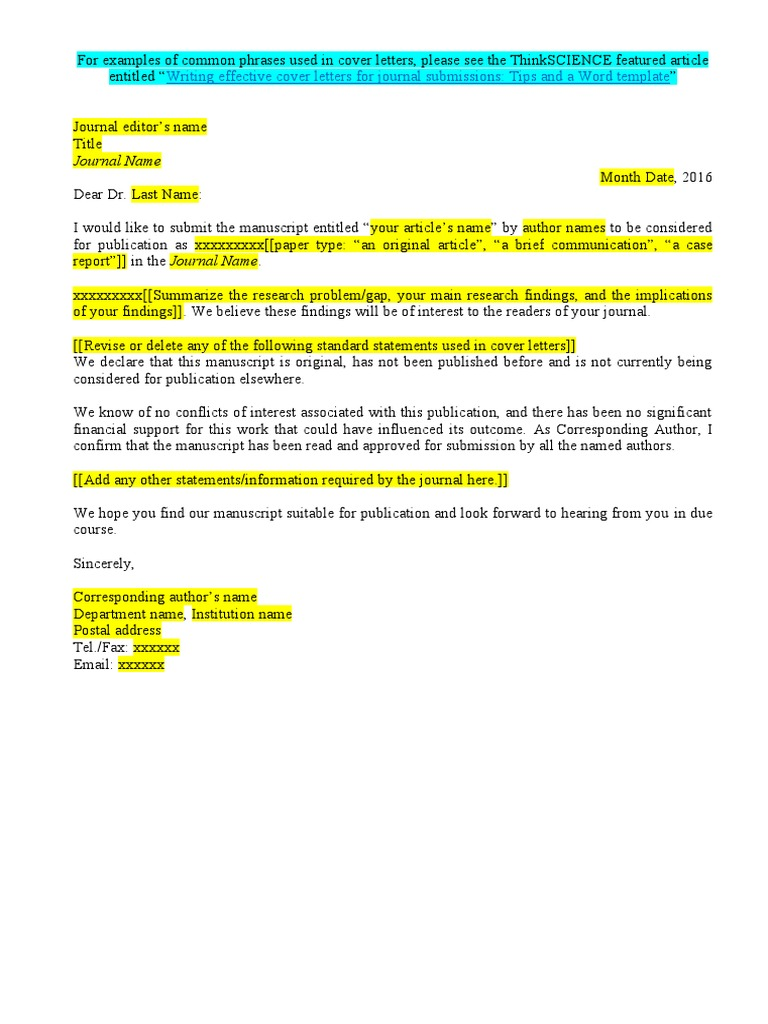 For examples of common phrases used in cover letters, please see the ThinkSCIENCE featured article
entitled “Writing effective cover letters for journal submissions: Tips and a Word template”
Journal editor’s name
Title
Journal Name
Month Date, 2016
Dear Dr. Last Name:
I would like to submit the manuscript entitled “your article’s name” by author names to be considered
for publication as xxxxxxxxxx[[paper type: “an original article”, “a brief communication”, “a case
report”]] in the Journal Name.
xxxxxxxxxx[[Summarize the research problem/gap, your main research findings, and the implications
of your findings]]. We believe these findings will be of interest to the readers of your journal.
[[Revise or delete any of the following standard statements used in cover letters]]
We declare that this manuscript is original, has not been published before and is not currently being
considered for publication elsewhere.
We know of no conflicts of interest associated with this publication, and there has been no significant
financial support for this work that could have influenced its outcome. As Corresponding Author, I
confirm that the manuscript has been read and approved for submission by all the named authors.
[[Add any other statements/information required by the journal here.]]
We hope you find our manuscript suitable for publication and look forward to hearing from you in due
course.
Sincerely,
Corresponding author’s name
Department name, Institution name
Postal address
Tel./Fax: xxxxxx
Email: xxxxxx